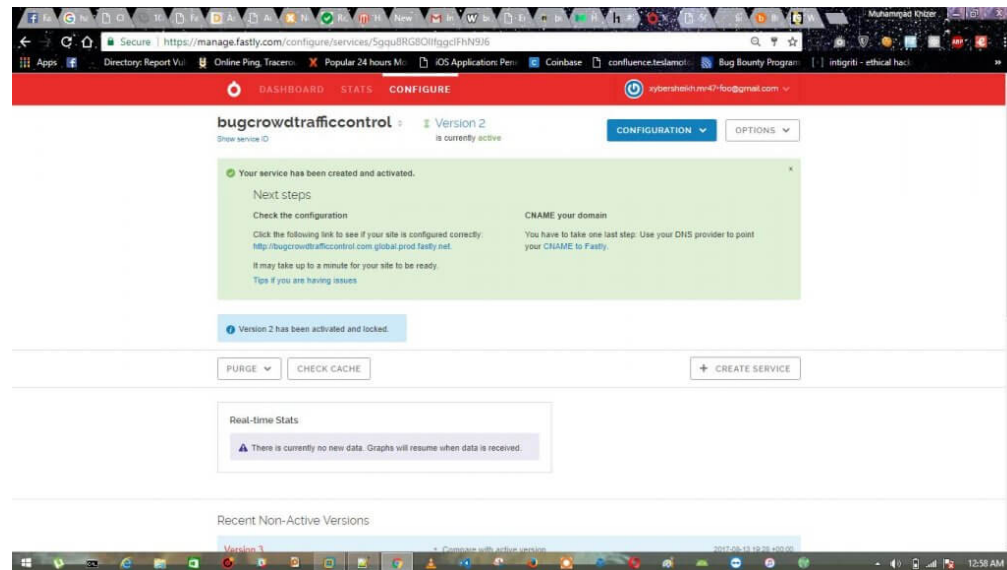 Muhammad Khizer
Secure | https://manage.fastly.com/configure/services/
Apps
Directory: Report Vul
Online Ping, Tracerou
Popular 24 hours Mo
iOS Application: Pene
Coinbase
confluence.teslamoto
Bug Bounty Program
intigriti - ethical hack
DASHBOARD STATS CONFIGURE
bugcrowdtrafficcontrol
Version 2
Show service ID
is currently active
CONFIGURATION
OPTIONS
Your service has been created and activated.
Next steps
Check the configuration
Click the following link to see if your site is configured correctly:
http://bugcrowdtrafficcontrol.com.global.prod.fastly.net.
It may take up to a minute for your site to be ready.
Tips if you are having issues
CNAME your domain
You have to take one last step: Use your DNS provider to point
your CNAME to Fastly.
Version 2 has been activated and locked.
PURGE
CHECK CACHE
+ CREATE SERVICE
Real-time Stats
There is currently no new data. Graphs will resume when data is received.
Recent Non-Active Versions
Version 3
Compare with active version
12:58 AM